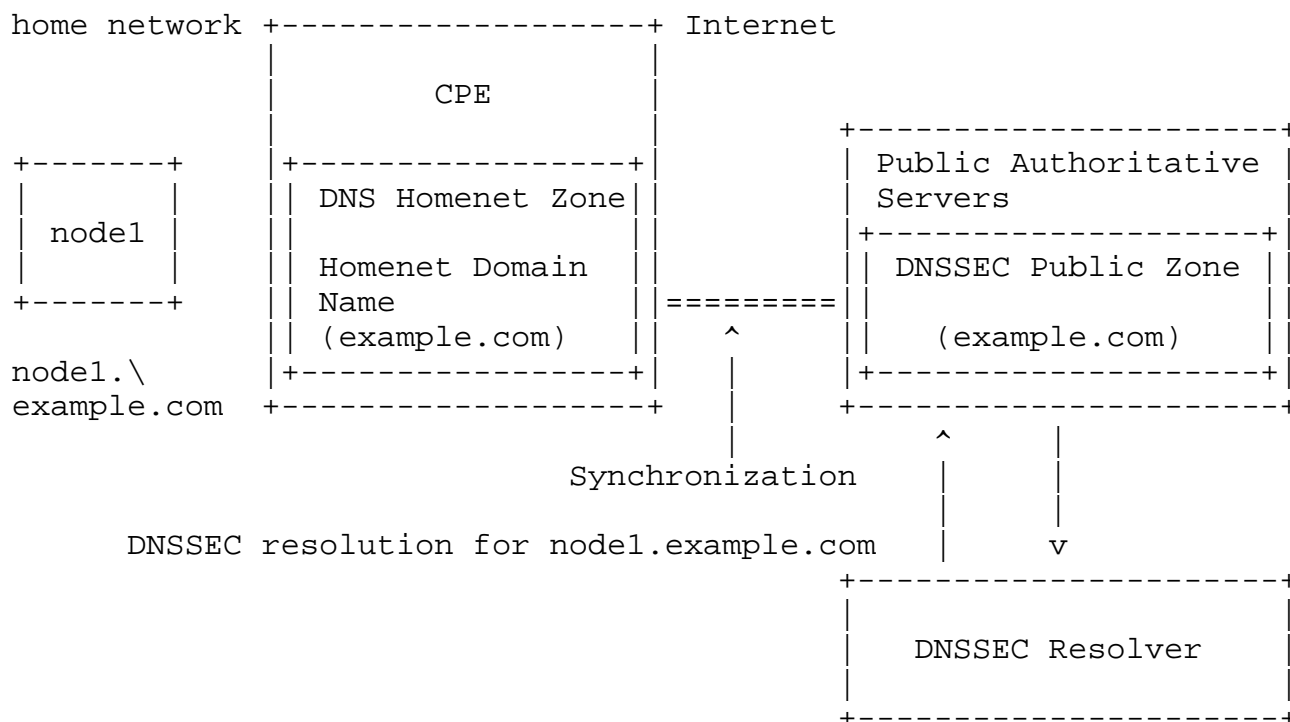 home network Internet
CPE
Public Authoritative
DNS Homenet Zone Servers
node1
Homenet Domain DNSSEC Public Zone
Name
(example.com) (example.com)
node1.\
example.com
Synchronization
DNSSEC resolution for node1.example.com
DNSSEC Resolver